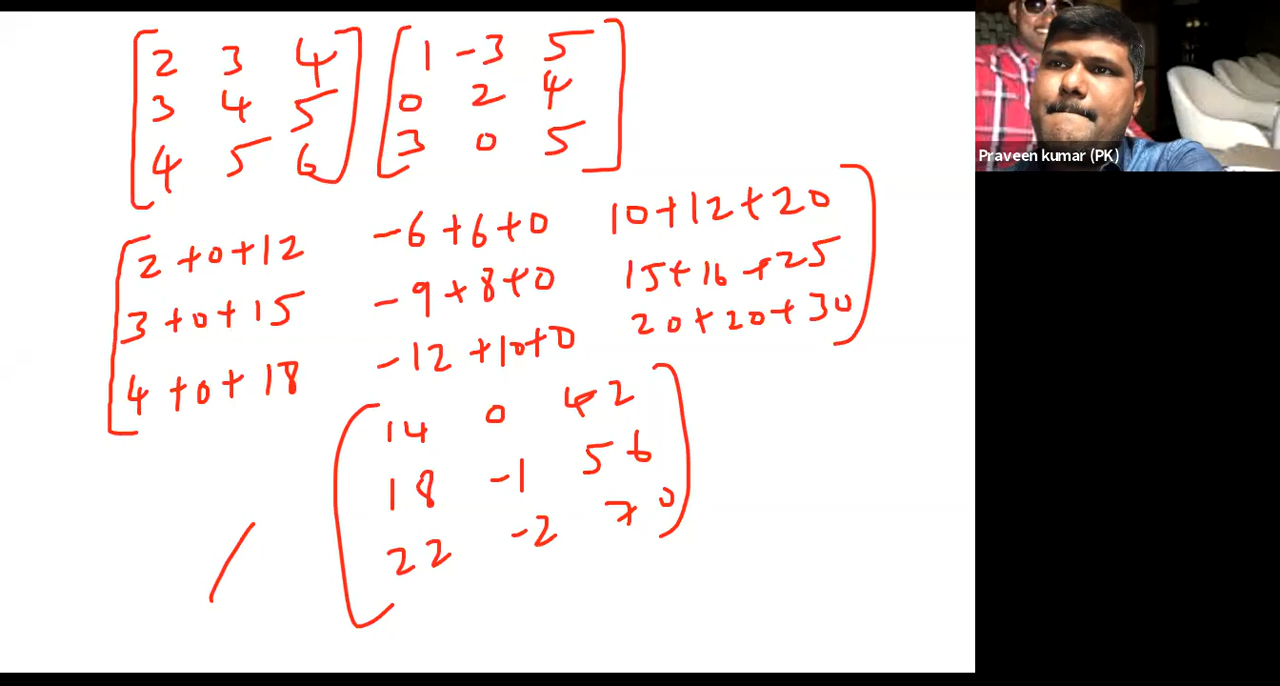 2 3 4 1 -3 5
3 4 5 0 2 4
4 5 6 3 0 5
2+0+12 -6+6+0 10+12+20
3+0+15 -9+8+0 15+16+25
4+0+18 -12+10+0 20+20+30
14 0 42
18 -1 56
22 -2 70
Praveen kumar (PK)